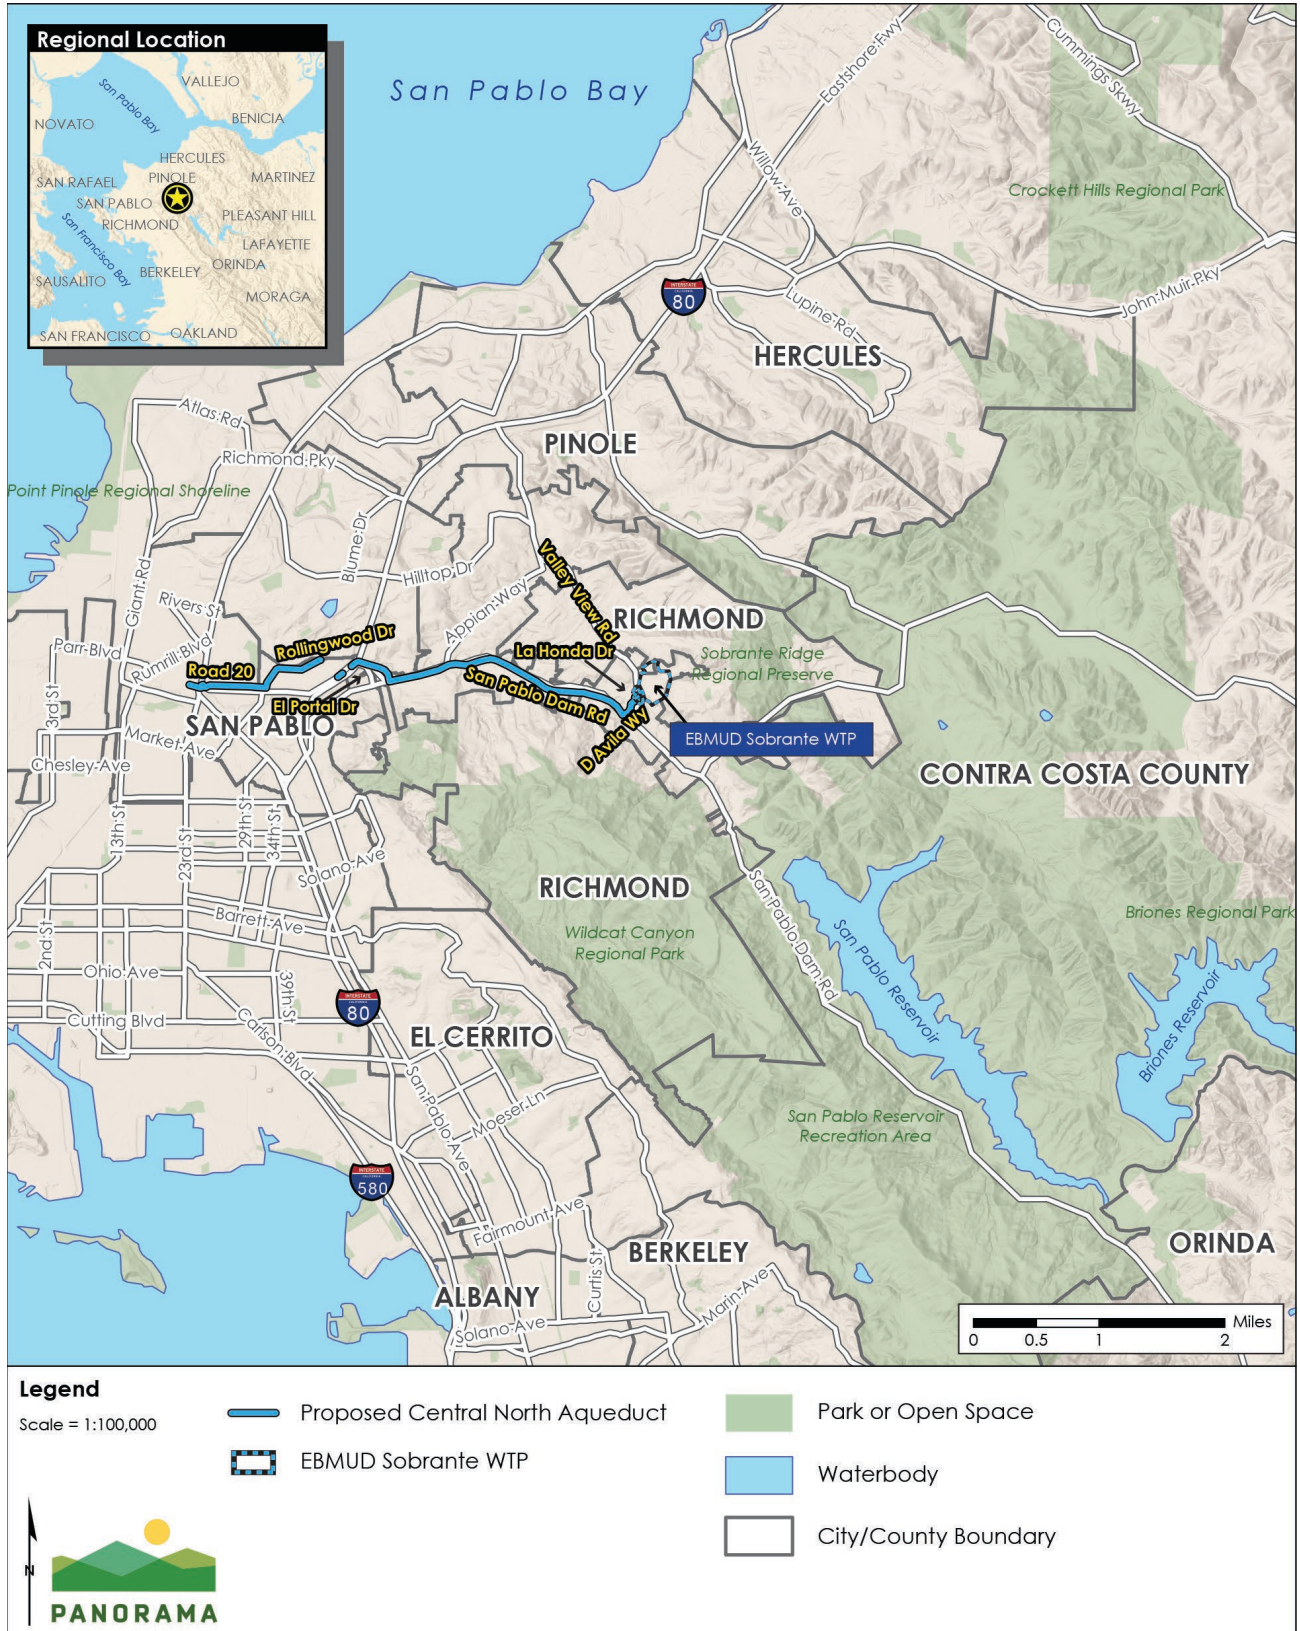 Regional Location
VALLEJO
San Pablo Bay
BENICIA
NOVATO
HERCULES
PINOLE
MARTINEZ
SAN RAFAEL
SAN PABLO
PLEASANT HILL
RICHMOND
San Francisco Bay
LAFAYETTE
ORINDA
BERKELEY
SAUSALITO
MORAGA
SAN FRANCISCO
OAKLAND
San Pablo Bay
Eastshore Fwy
Cummings Skwy
Willow Ave
Crockett Hills Regional Park
INTERSTATE
CALIFORNIA
80
John Muir Pky
Lupine Rd
HERCULES
Atlas Rd
PINOLE
Richmond Pky
Point Pinole Regional Shoreline
Blume Dr
Hilltop Dr
Valley View Rd
Giant Rd
Appian Way
Rivers St
RICHMOND
Rollingwood Dr
Parr Blvd
Rumrill Blvd
La Honda Dr
Sobrante Ridge
Regional Preserve
Road 20
San Pablo Dam Rd
El Portal Dr
3rd St
SAN PABLO
D Avila Wy
EBMUD Sobrante WTP
Market Ave
Chesley Ave
CONTRA COSTA COUNTY
13th St
29th St
34th St
23rd St
Solano Ave
RICHMOND
San Pablo Dam Rd
Barrett Ave
Briones Regional Park
Wildcat Canyon
Regional Park
San Pablo Reservoir
2nd St
Ohio Ave
39th St
INTERSTATE
CALIFORNIA
80
Briones Reservoir
Cutting Blvd
Carlson Blvd
EL CERRITO
San Pablo Ave
Moeser Ln
San Pablo Reservoir
Recreation Area
INTERSTATE
CALIFORNIA
580
Fairmount Ave
BERKELEY
ORINDA
Curtis St
ALBANY
Marin Ave
Solano Ave
Miles
0 0.5 1 2
Legend
Scale = 1:100,000
Proposed Central North Aqueduct
EBMUD Sobrante WTP
Park or Open Space
Waterbody
City/County Boundary
N
PANORAMA